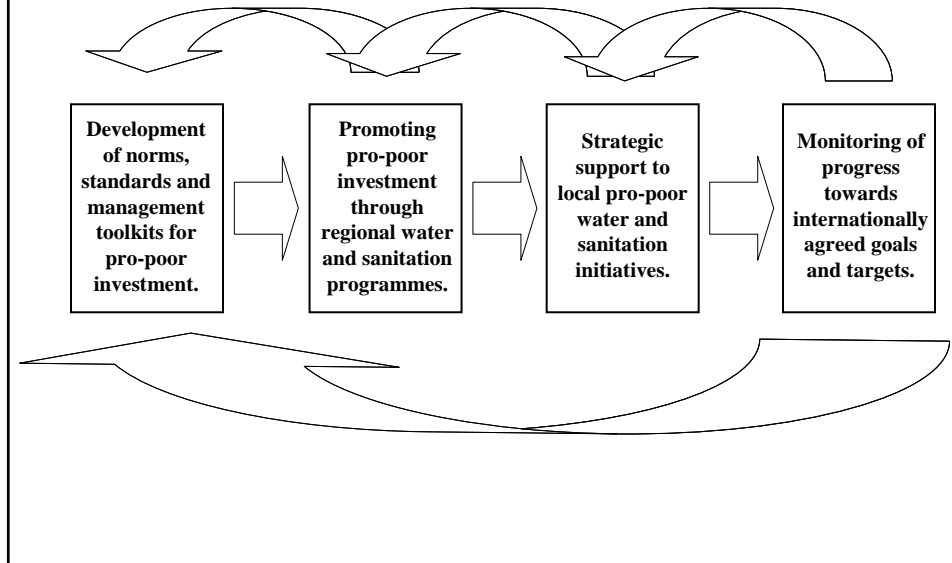 Development
of norms,
standards and
management
toolkits for
pro-poor
investment.
Promoting
pro-poor
investment
through
regional water
and sanitation
programmes.
Strategic
support to
local pro-poor
water and
sanitation
initiatives.
Monitoring of
progress
towards
internationally
agreed goals
and targets.